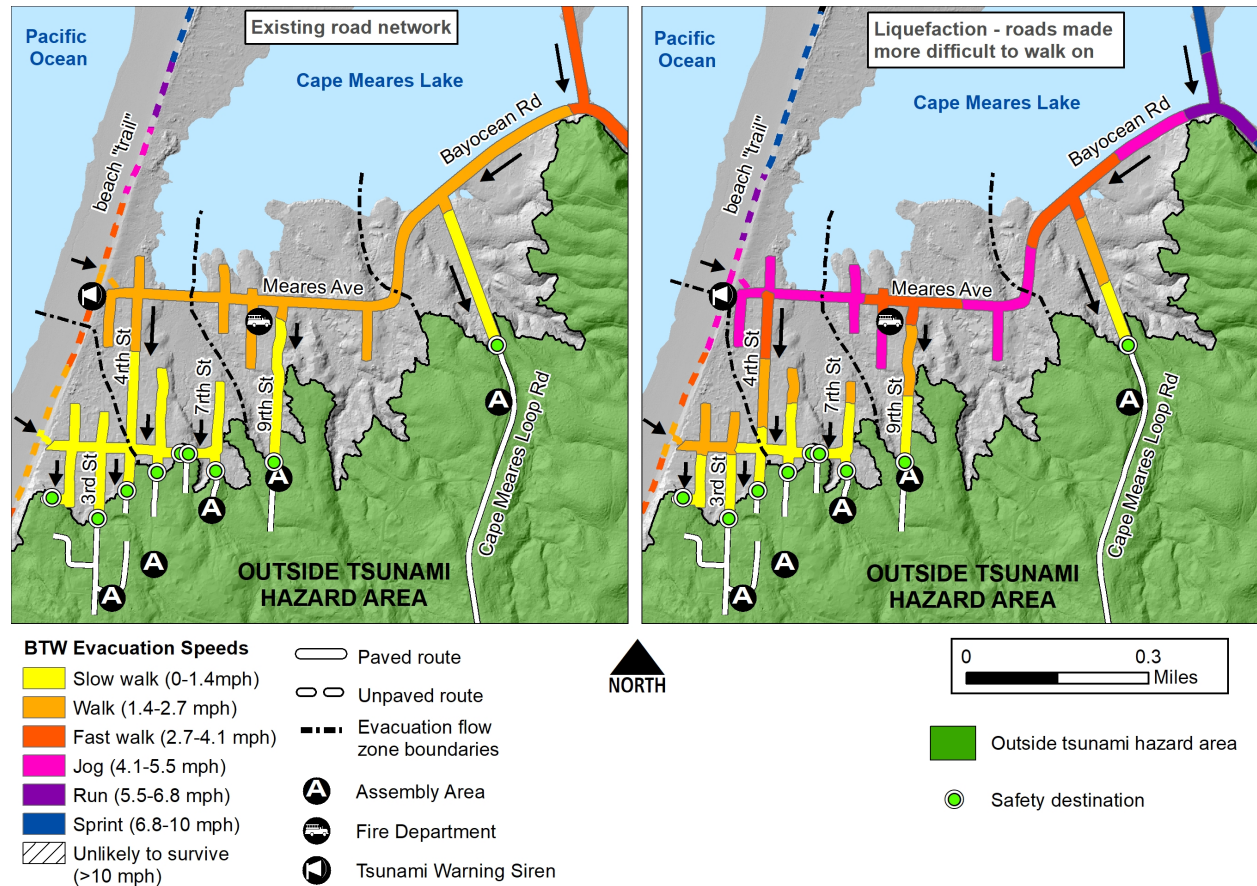 Existing road network
Pacific
Ocean
Cape Meares Lake
Bayocean Rd
beach "trail"
Meares Ave
4rth St
7rth St
9rth St
3rd St
A
A
A
A
A
Cape Meares Loop Rd
OUTSIDE TSUNAMI
HAZARD AREA
Liquefaction - roads made
more difficult to walk on
Pacific
Ocean
Cape Meares Lake
Bayocean Rd
beach "trail"
Meares Ave
4rth St
7rth St
9rth St
3rd St
A
A
A
A
A
Cape Meares Loop Rd
OUTSIDE TSUNAMI
HAZARD AREA
BTW Evacuation Speeds
Slow walk (0-1.4mph)
Walk (1.4-2.7 mph)
Fast walk (2.7-4.1 mph)
Jog (4.1-5.5 mph)
Run (5.5-6.8 mph)
Sprint (6.8-10 mph)
Unlikely to survive
(>10 mph)
Paved route
Unpaved route
Evacuation flow
zone boundaries
A
Assembly Area
Fire Department
Tsunami Warning Siren
NORTH
0 0.3
Miles
Outside tsunami hazard area
Safety destination